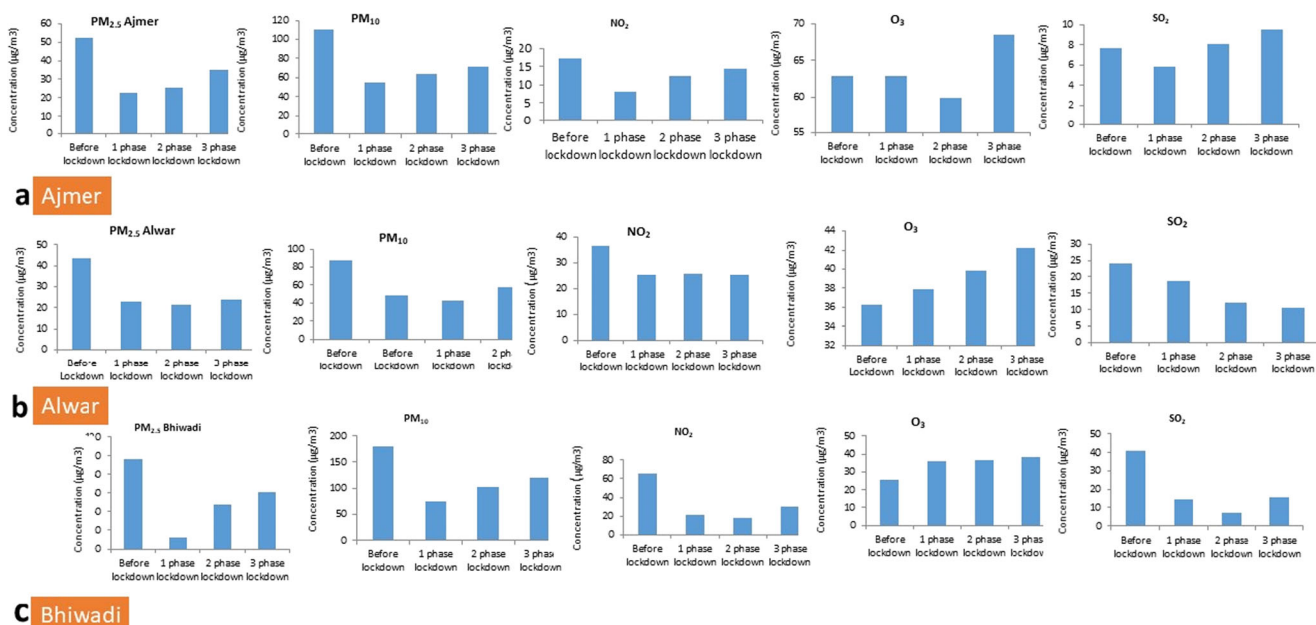 PM2.5 Ajmer
Concentration (µg/m3)
60
50
40
30
20
10
0
Before lockdown
1 phase lockdown
2 phase lockdown
3 phase lockdown
PM10
Concentration (µg/m3)
120
100
80
60
40
20
0
Before lockdown
1 phase lockdown
2 phase lockdown
3 phase lockdown
NO2
Concentration (µg/m3)
20
15
10
5
0
Before lockdown
1 phase lockdown
2 phase lockdown
3 phase lockdown
O3
Concentration (µg/m3)
70
65
60
55
Before lockdown
1 phase lockdown
2 phase lockdown
3 phase lockdown
SO2
Concentration (µg/m3)
10
8
6
4
2
0
Before lockdown
1 phase lockdown
2 phase lockdown
3 phase lockdown
a Ajmer
PM2.5 Alwar
Concentration (µg/m3)
50
40
30
20
10
0
Before Lockdown
1 phase lockdown
2 phase lockdown
3 phase lockdown
PM10
Concentration (µg/m3)
100
80
60
40
20
0
Before Lockdown
Before Lockdown
1 phase lockdown
2 ph
lockd
NO2
Concentration (µg/m3)
40
30
20
10
0
Before lockdown
1 phase lockdown
2 phase lockdown
3 phase lockdown
O3
Concentration (µg/m3)
44
42
40
38
36
34
32
Before Lockdown
1 phase lockdown
2 phase lockdown
3 phase lockdown
SO2
Concentration (µg/m3)
30
25
20
15
10
5
0
Before lockdown
1 phase lockdown
2 phase lockdown
3 phase lockdown
b Alwar
PM2.5 Bhiwadi
Concentration (µg/m3)
0
0
0
0
0
0
Before lockdown
1 phase lockdown
2 phase lockdown
3 phase lockdown
PM10
Concentration (µg/m3)
200
150
100
50
0
Before lockdown
1 phase lockdown
2 phase lockdown
3 phase lockdown
NO2
Concentration (µg/m3)
80
60
40
20
0
Before lockdown
1 phase lockdown
2 phase lockdown
3 phase lockdown
O3
Concentration (µg/m3)
50
40
30
20
10
0
Before lockdown
1 phase lockdown
2 phase lockdown
3 phase lockdow
SO2
Concentration (µg/m3)
50
40
30
20
10
0
Before lockdown
1 phase lockdown
2 phase lockdown
3 phase lockdown
c Bhiwadi